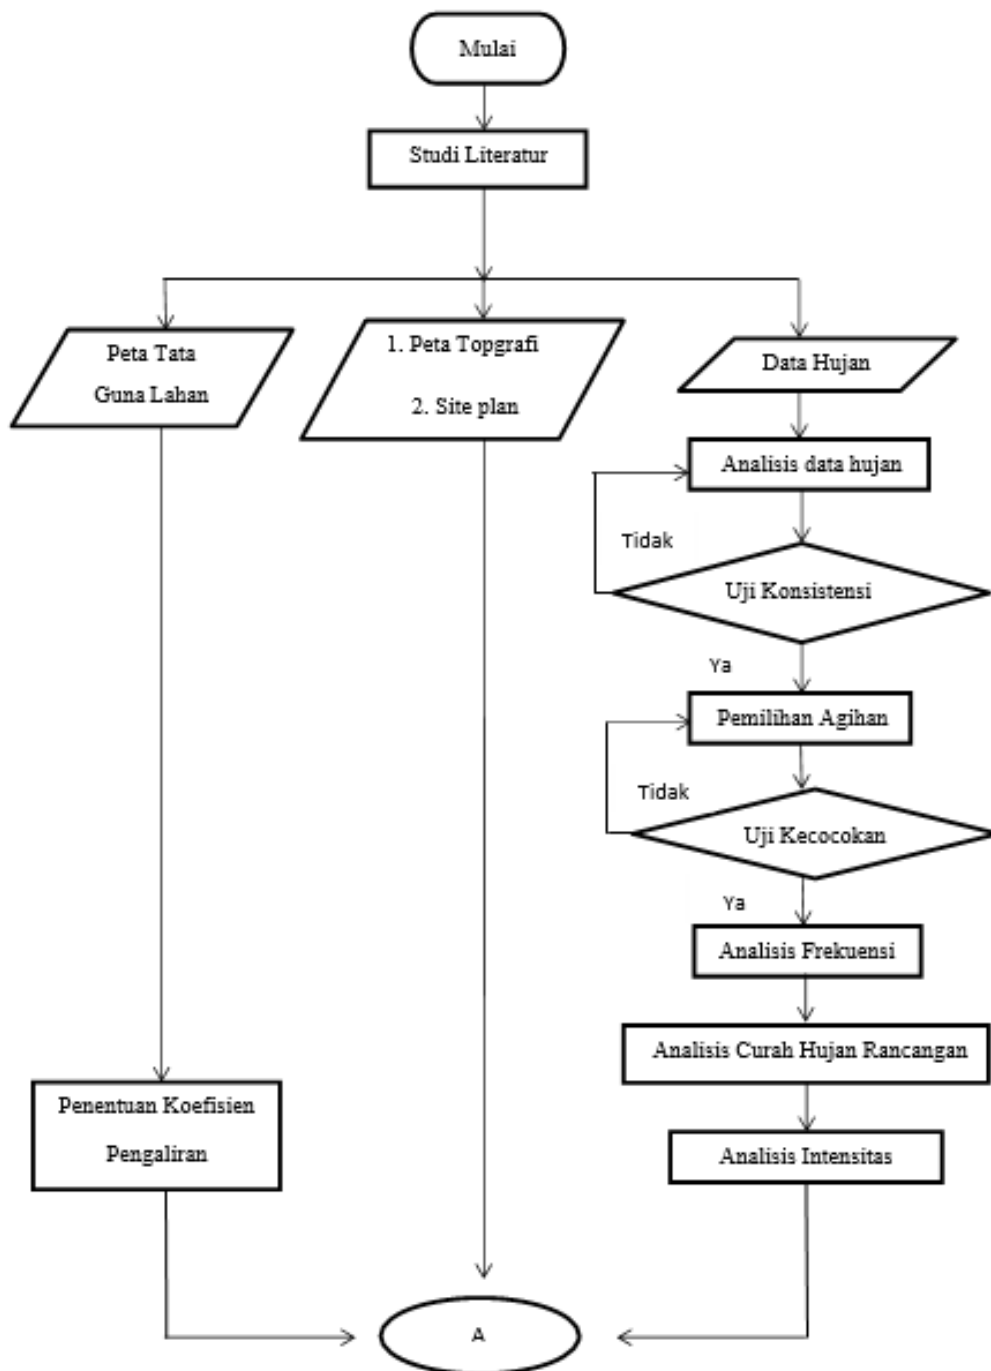 Mulai
Studi Literatur
Peta Tata
Guna Lahan
1. Peta Topgrafi
2. Site plan
Data Hujan
Analisis data hujan
Tidak
Uji Konsistensi
Ya
Pemilihan Agihan
Tidak
Uji Kecocokan
Ya
Analisis Frekuensi
Analisis Curah Hujan Rancangan
Penentuan Koefisien
Pengaliran
Analisis Intensitas
A